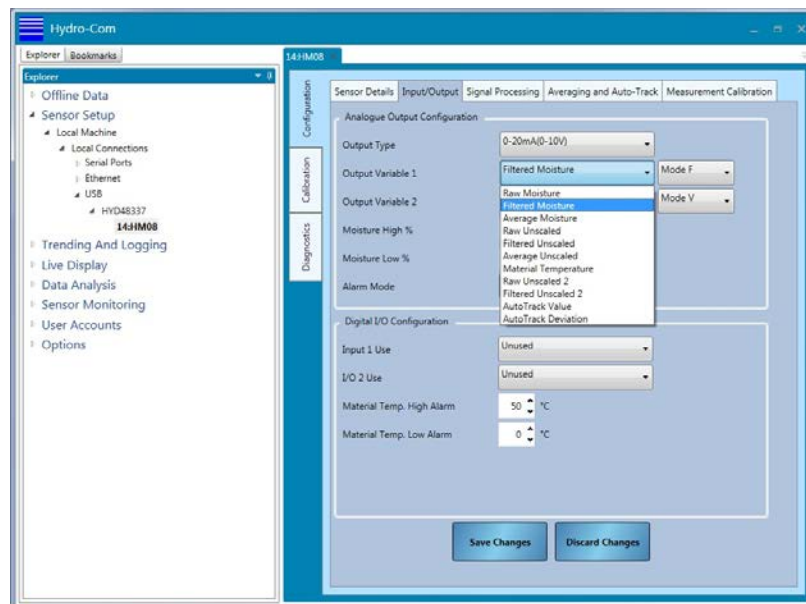 Hydro-Com
Explorer Bookmarks
Explorer
Offline Data
Sensor Setup
Local Machine
Local Connections
Serial Ports
Ethernet
USB
HYD48337
14:HM08
Trending And Logging
Live Display
Data Analysis
Sensor Monitoring
User Accounts
Options
14:HM08
Configuration
Calibration
Diagnostics
Sensor Details Input/Output Signal Processing Averaging and Auto-Track Measurement Calibration
Analogue Output Configuration
Output Type 0-20mA(0-10V)
Output Variable 1 Filtered Moisture Mode F
Output Variable 2 Mode V
Moisture High %
Moisture Low %
Alarm Mode
Raw Moisture
Filtered Moisture
Average Moisture
Raw Unscaled
Filtered Unscaled
Average Unscaled
Material Temperature
Raw Unscaled 2
Filtered Unscaled 2
AutoTrack Value
AutoTrack Deviation
Digital I/O Configuration
Input 1 Use Unused
I/O 2 Use Unused
Material Temp. High Alarm 50 °C
Material Temp. Low Alarm 0 °C
Save Changes Discard Changes